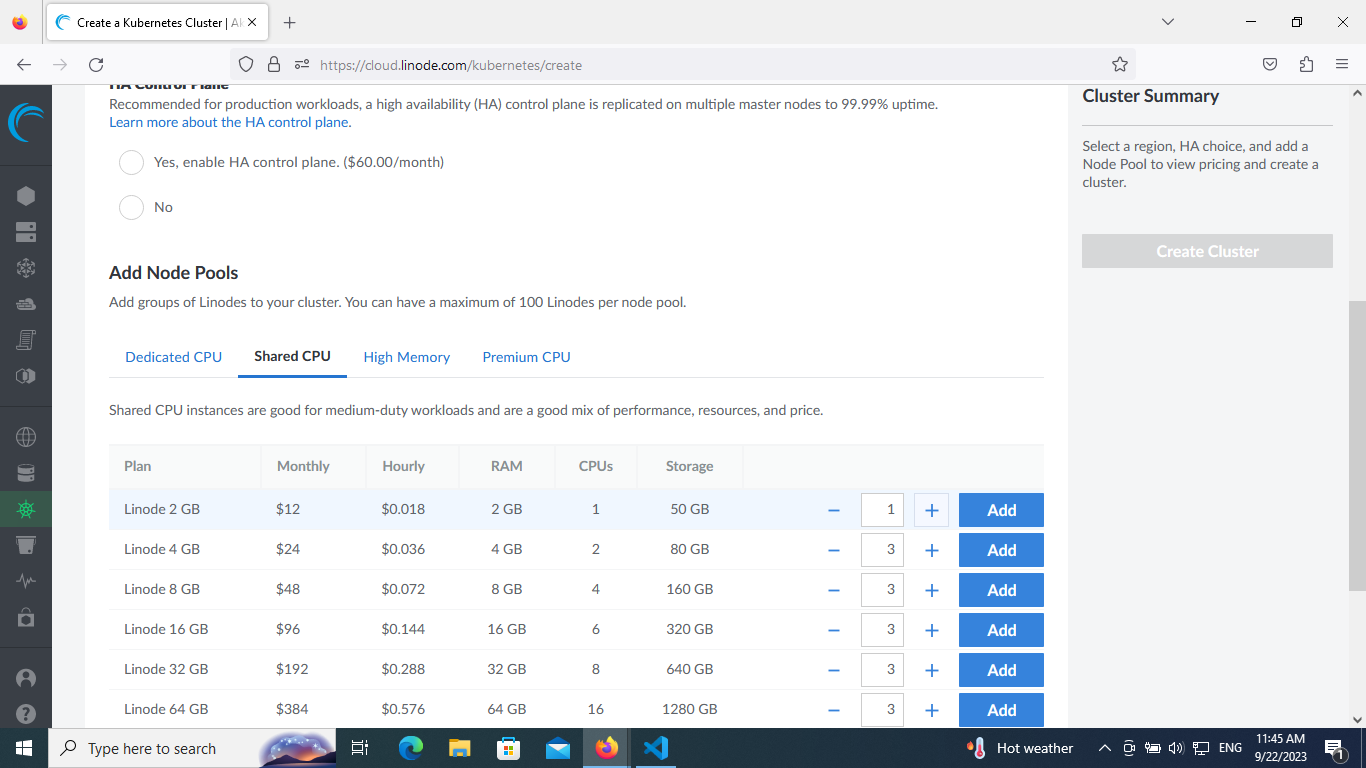 Create a Kubernetes Cluster | Ak
https://cloud.linode.com/kubernetes/create
HA Control Plane
Recommended for production workloads, a high availability (HA) control plane is replicated on multiple master nodes to 99.99% uptime.
Learn more about the HA control plane.
Yes, enable HA control plane. ($60.00/month)
No
Add Node Pools
Add groups of Linodes to your cluster. You can have a maximum of 100 Linodes per node pool.
Dedicated CPU Shared CPU High Memory Premium CPU
Shared CPU instances are good for medium-duty workloads and are a good mix of performance, resources, and price.
Plan Monthly Hourly RAM CPUs Storage
Linode 2 GB $12 $0.018 2 GB 1 50 GB − 1 + Add
Linode 4 GB $24 $0.036 4 GB 2 80 GB − 3 + Add
Linode 8 GB $48 $0.072 8 GB 4 160 GB − 3 + Add
Linode 16 GB $96 $0.144 16 GB 6 320 GB − 3 + Add
Linode 32 GB $192 $0.288 32 GB 8 640 GB − 3 + Add
Linode 64 GB $384 $0.576 64 GB 16 1280 GB − 3 + Add
Cluster Summary
Select a region, HA choice, and add a
Node Pool to view pricing and create a
cluster.
Create Cluster
Type here to search
Hot weather
ENG
11:45 AM
9/22/2023
1